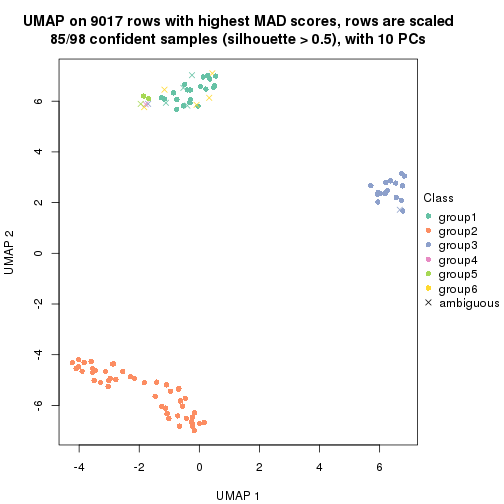 UMAP on 9017 rows with highest MAD scores, rows are scaled
85/98 confident samples (silhouette > 0.5), with 10 PCs
UMAP 2
6
4
2
0
-2
-4
-6
-4
-2
0
2
4
6
UMAP 1
Class
group1
group2
group3
group4
group5
group6
ambiguous